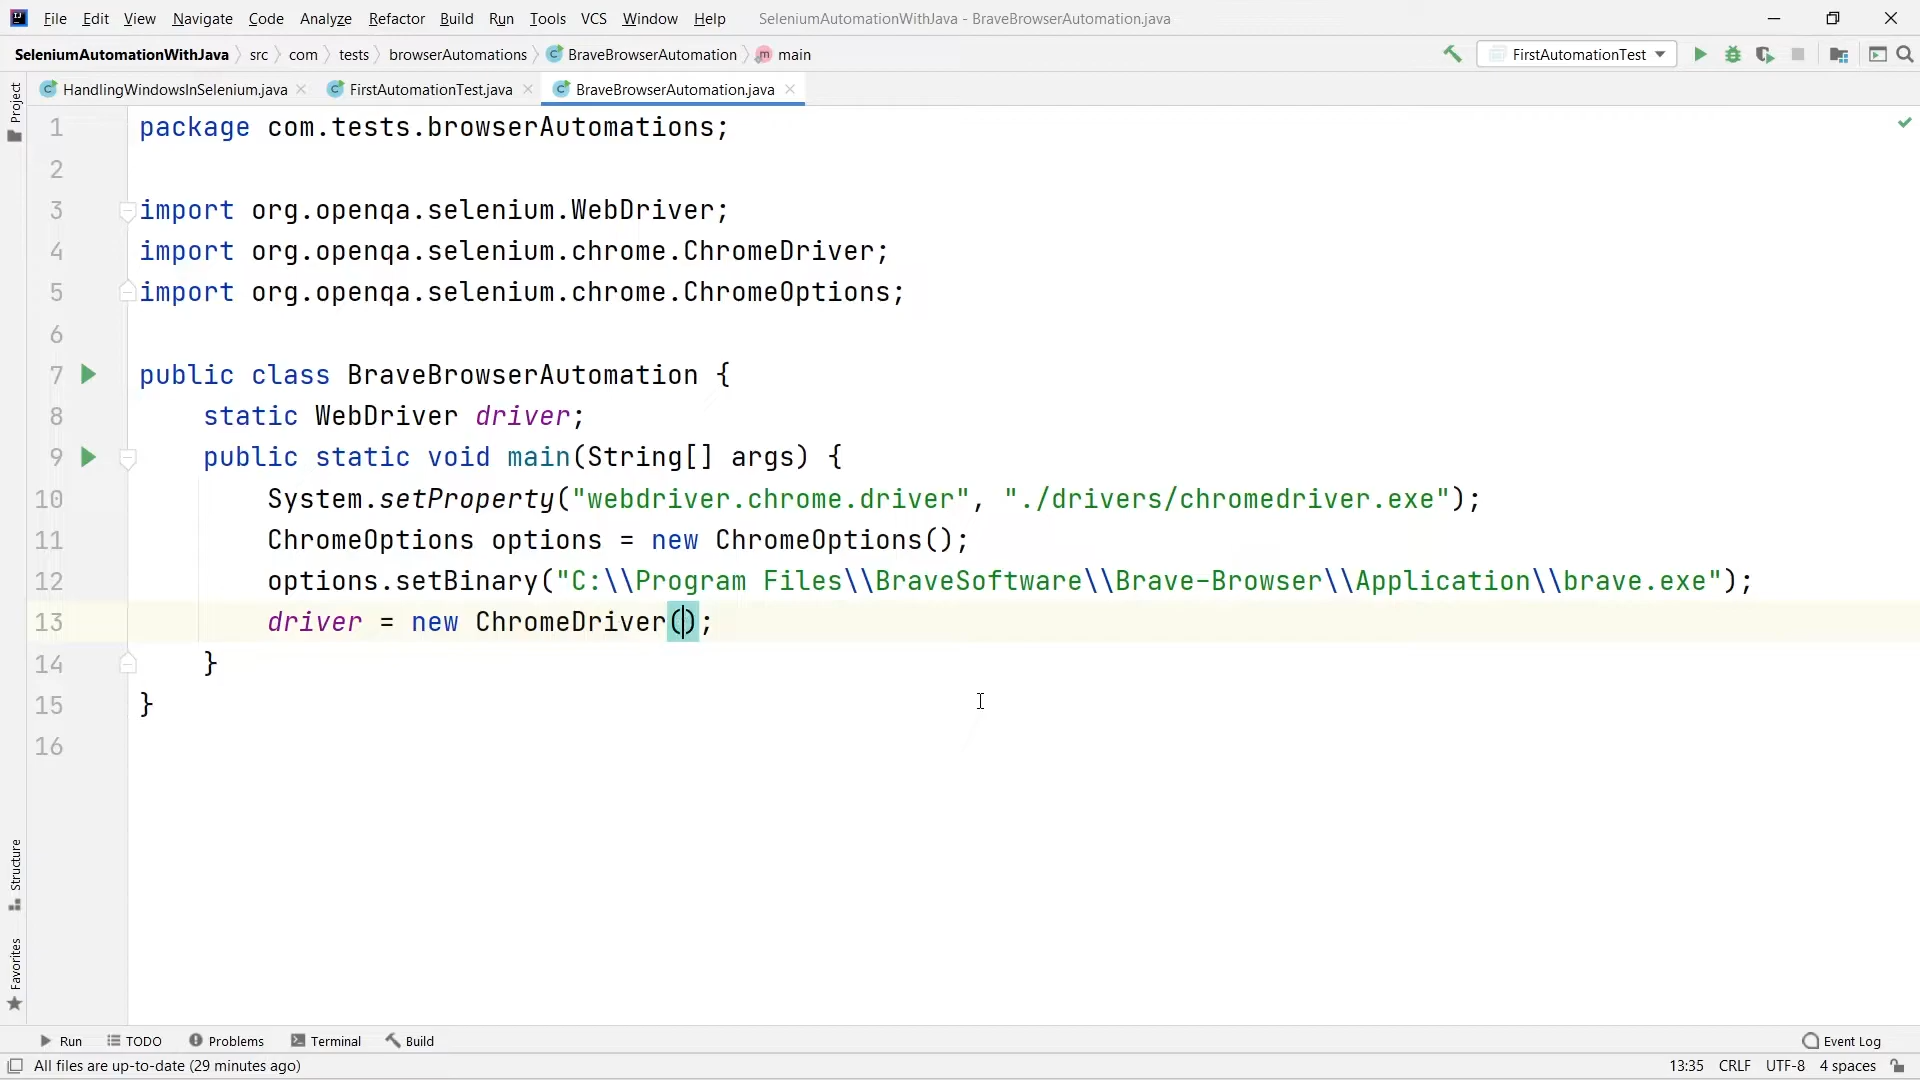 File Edit View Navigate Code Analyze Refactor Build Run Tools VCS Window Help SeleniumAutomationWithJava - BraveBrowserAutomation.java
SeleniumAutomationWithJava src com tests browserAutomations BraveBrowserAutomation main FirstAutomationTest
HandlingWindowsInSelenium.java FirstAutomationTest.java BraveBrowserAutomation.java
Project
1 package com.tests.browserAutomations;
2
3 import org.openqa.selenium.WebDriver;
4 import org.openqa.selenium.chrome.ChromeDriver;
5 import org.openqa.selenium.chrome.ChromeOptions;
6
7 public class BraveBrowserAutomation {
8 static WebDriver driver;
9 public static void main(String[] args) {
10 System.setProperty("webdriver.chrome.driver", "./drivers/chromedriver.exe");
11 ChromeOptions options = new ChromeOptions();
12 options.setBinary("C:\\Program Files\\BraveSoftware\\Brave-Browser\\Application\\brave.exe");
13 driver = new ChromeDriver();
14 }
15 }
16
Structure
Favorites
Run TODO Problems Terminal Build Event Log
All files are up-to-date (29 minutes ago) 13:35 CRLF UTF-8 4 spaces